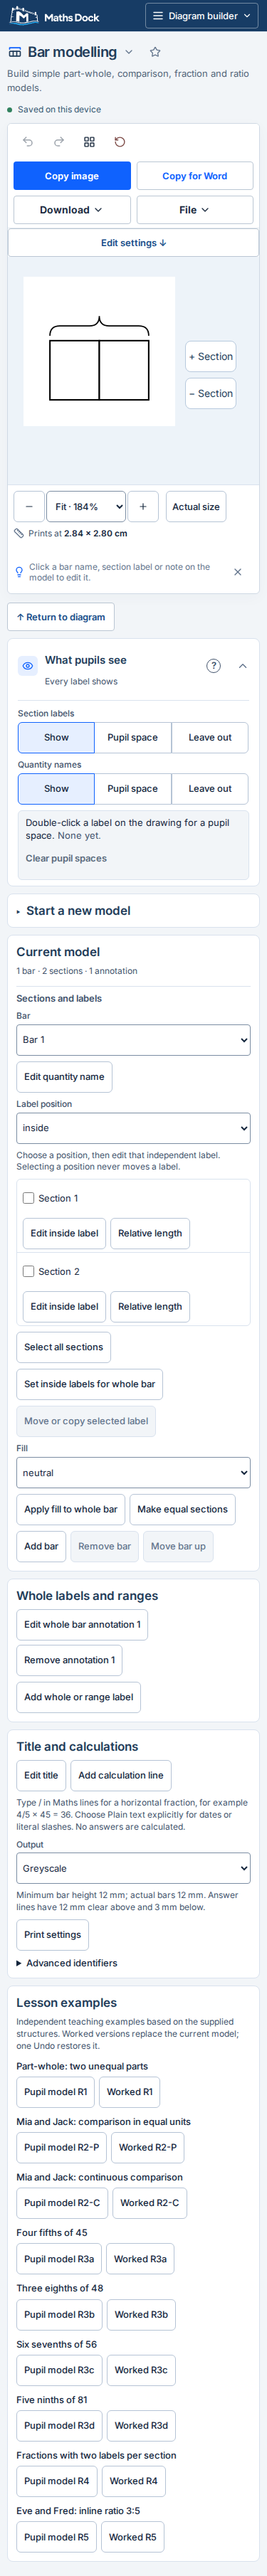 Maths Dock
Diagram builder
Bar modelling
Build simple part-whole, comparison, fraction and ratio
models.
Saved on this device
Copy image
Copy for Word
Download
File
Edit settings ↓
+ Section
− Section
−
Fit · 184%
+
Actual size
Prints at 2.84 × 2.80 cm
Click a bar name, section label or note on the
model to edit it.
↑ Return to diagram
What pupils see
?
Every label shows
Section labels
Show
Pupil space
Leave out
Quantity names
Show
Pupil space
Leave out
Double-click a label on the drawing for a pupil
space. None yet.
Clear pupil spaces
Start a new model
Current model
1 bar · 2 sections · 1 annotation
Sections and labels
Bar
Bar 1
Edit quantity name
Label position
inside
Choose a position, then edit that independent label.
Selecting a position never moves a label.
Section 1
Edit inside label
Relative length
Section 2
Edit inside label
Relative length
Select all sections
Set inside labels for whole bar
Move or copy selected label
Fill
neutral
Apply fill to whole bar
Make equal sections
Add bar
Remove bar
Move bar up
Whole labels and ranges
Edit whole bar annotation 1
Remove annotation 1
Add whole or range label
Title and calculations
Edit title
Add calculation line
Type / in Maths lines for a horizontal fraction, for example
4/5 × 45 = 36. Choose Plain text explicitly for dates or
literal slashes. No answers are calculated.
Output
Greyscale
Minimum bar height 12 mm; actual bars 12 mm. Answer
lines have 12 mm clear above and 3 mm below.
Print settings
Advanced identifiers
Lesson examples
Independent teaching examples based on the supplied
structures. Worked versions replace the current model;
one Undo restores it.
Part-whole: two unequal parts
Pupil model R1
Worked R1
Mia and Jack: comparison in equal units
Pupil model R2-P
Worked R2-P
Mia and Jack: continuous comparison
Pupil model R2-C
Worked R2-C
Four fifths of 45
Pupil model R3a
Worked R3a
Three eighths of 48
Pupil model R3b
Worked R3b
Six sevenths of 56
Pupil model R3c
Worked R3c
Five ninths of 81
Pupil model R3d
Worked R3d
Fractions with two labels per section
Pupil model R4
Worked R4
Eve and Fred: inline ratio 3:5
Pupil model R5
Worked R5